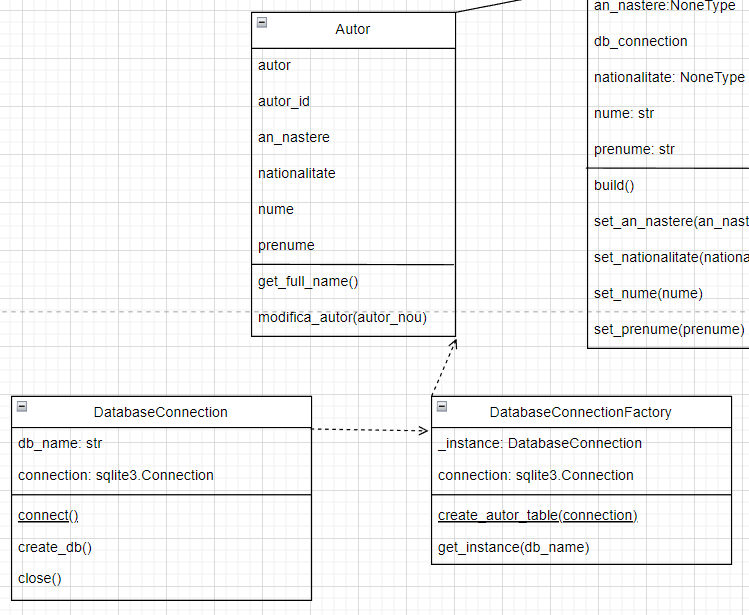 Autor
autor
autor_id
an_nastere
nationalitate
nume
prenume
get_full_name()
modifica_autor(autor_nou)
an_nastere:NoneType
db_connection
nationalitate: NoneType
nume: str
prenume: str
build()
set_an_nastere(an_nast
set_nationalitate(nationa
set_nume(nume)
set_prenume(prenume)
DatabaseConnection
db_name: str
connection: sqlite3.Connection
connect()
create_db()
close()
DatabaseConnectionFactory
_instance: DatabaseConnection
connection: sqlite3.Connection
create_autor_table(connection)
get_instance(db_name)